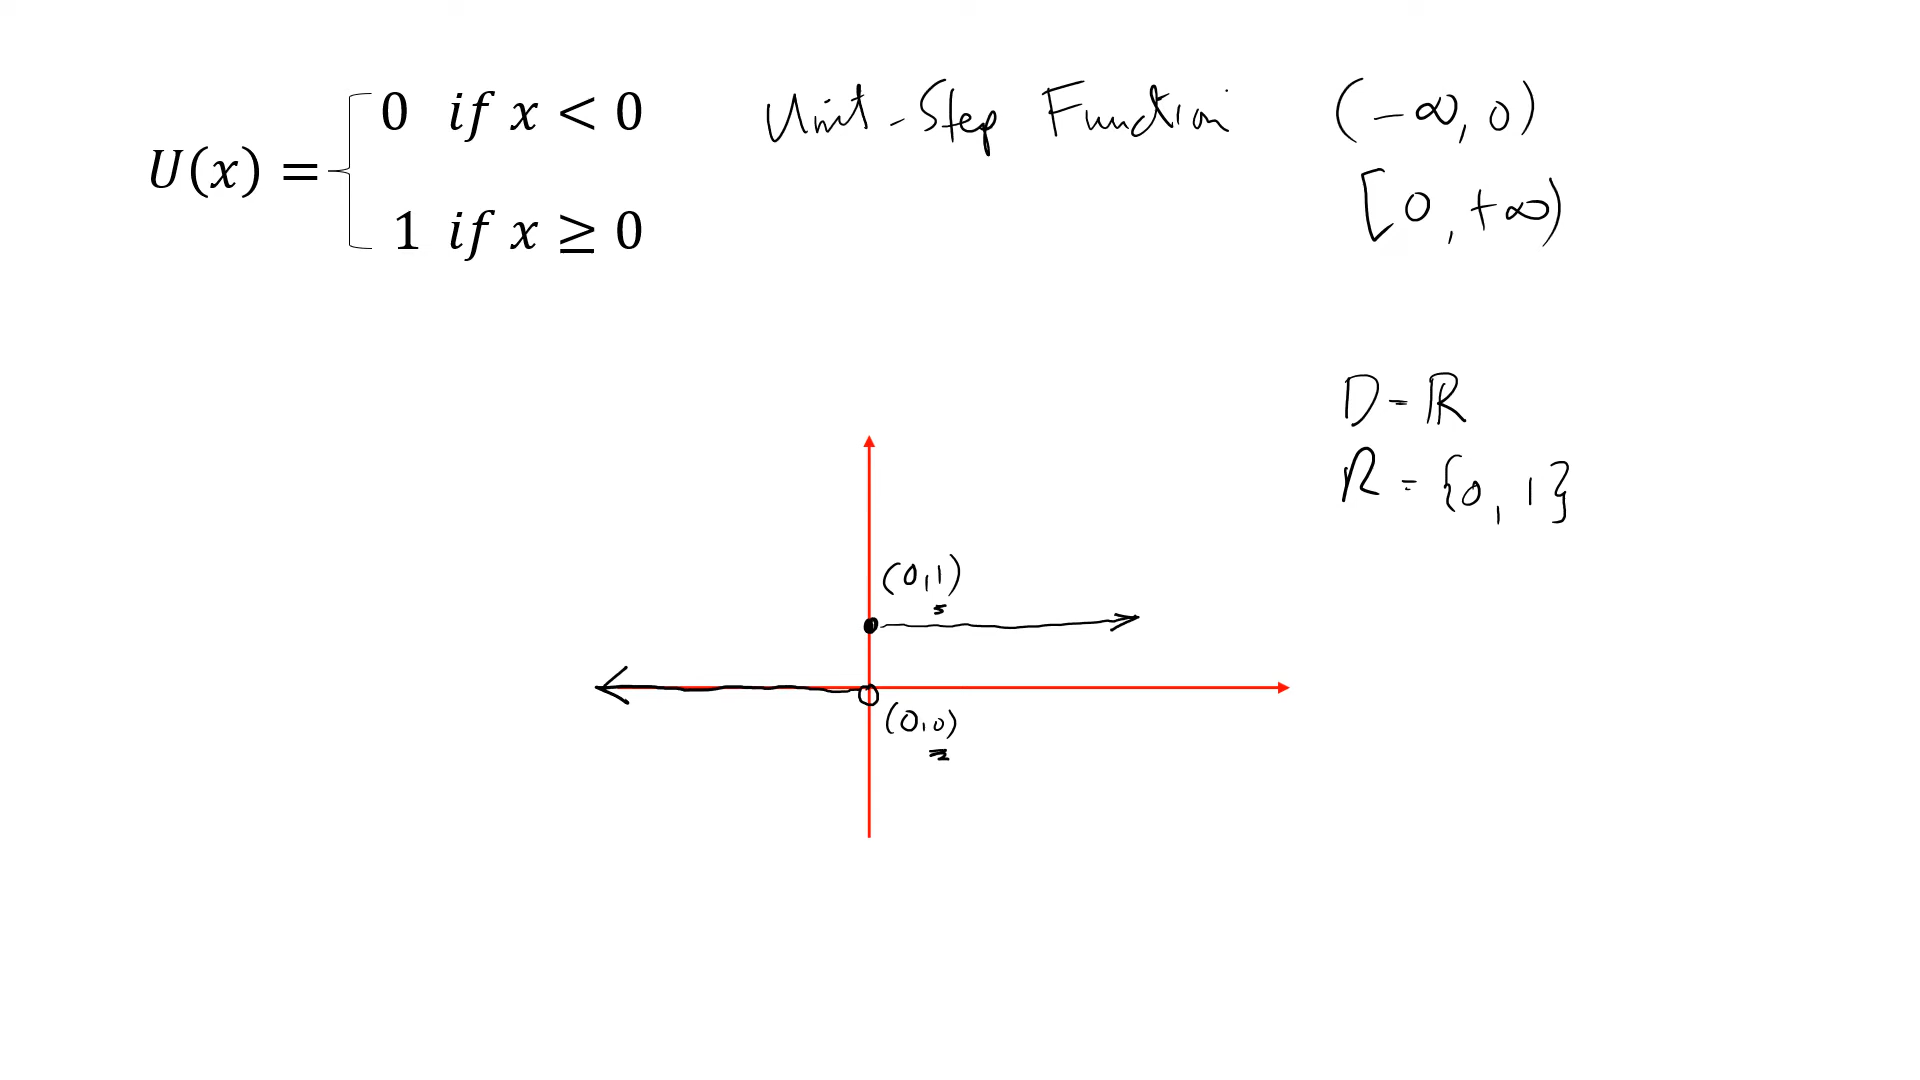 0 if x < 0
U(x) =
1 if x ≥ 0
Unit-Step Function
(-∞, 0)
[0, +∞)
D = ℝ
R = {0, 1}
(0,1)
(0,0)